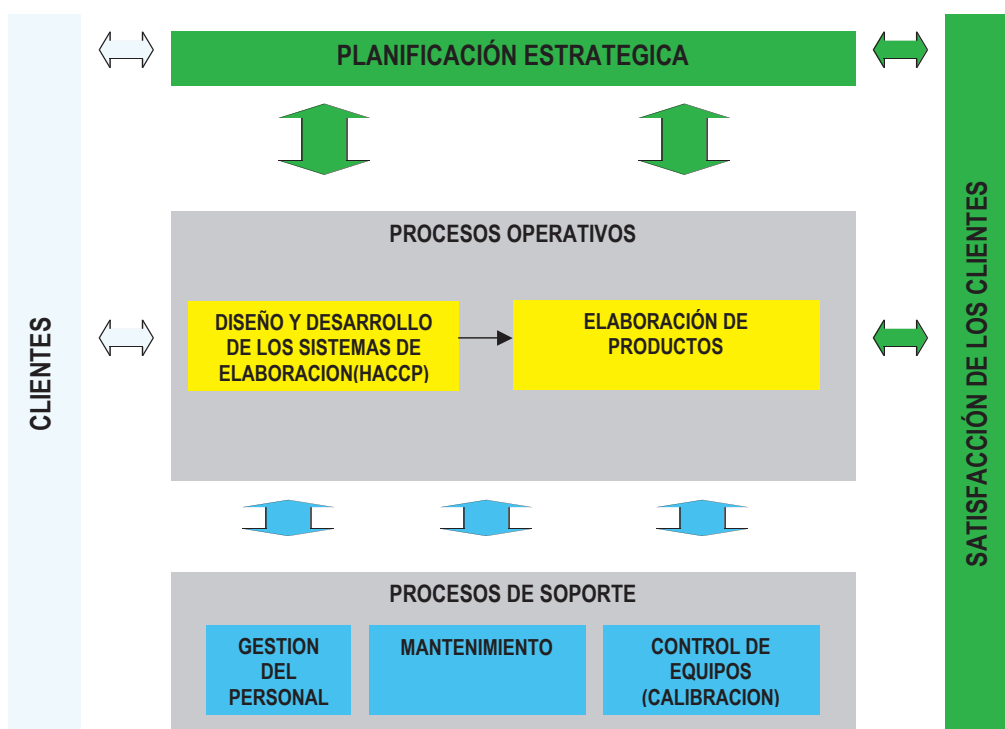 PLANIFICACIÓN ESTRATEGICA
CLIENTES
PROCESOS OPERATIVOS
DISEÑO Y DESARROLLO
DE LOS SISTEMAS DE
ELABORACION(HACCP)
ELABORACIÓN DE
PRODUCTOS
SATISFACCIÓN DE LOS CLIENTES
PROCESOS DE SOPORTE
GESTION
DEL
PERSONAL
MANTENIMIENTO
CONTROL DE
EQUIPOS
(CALIBRACION)